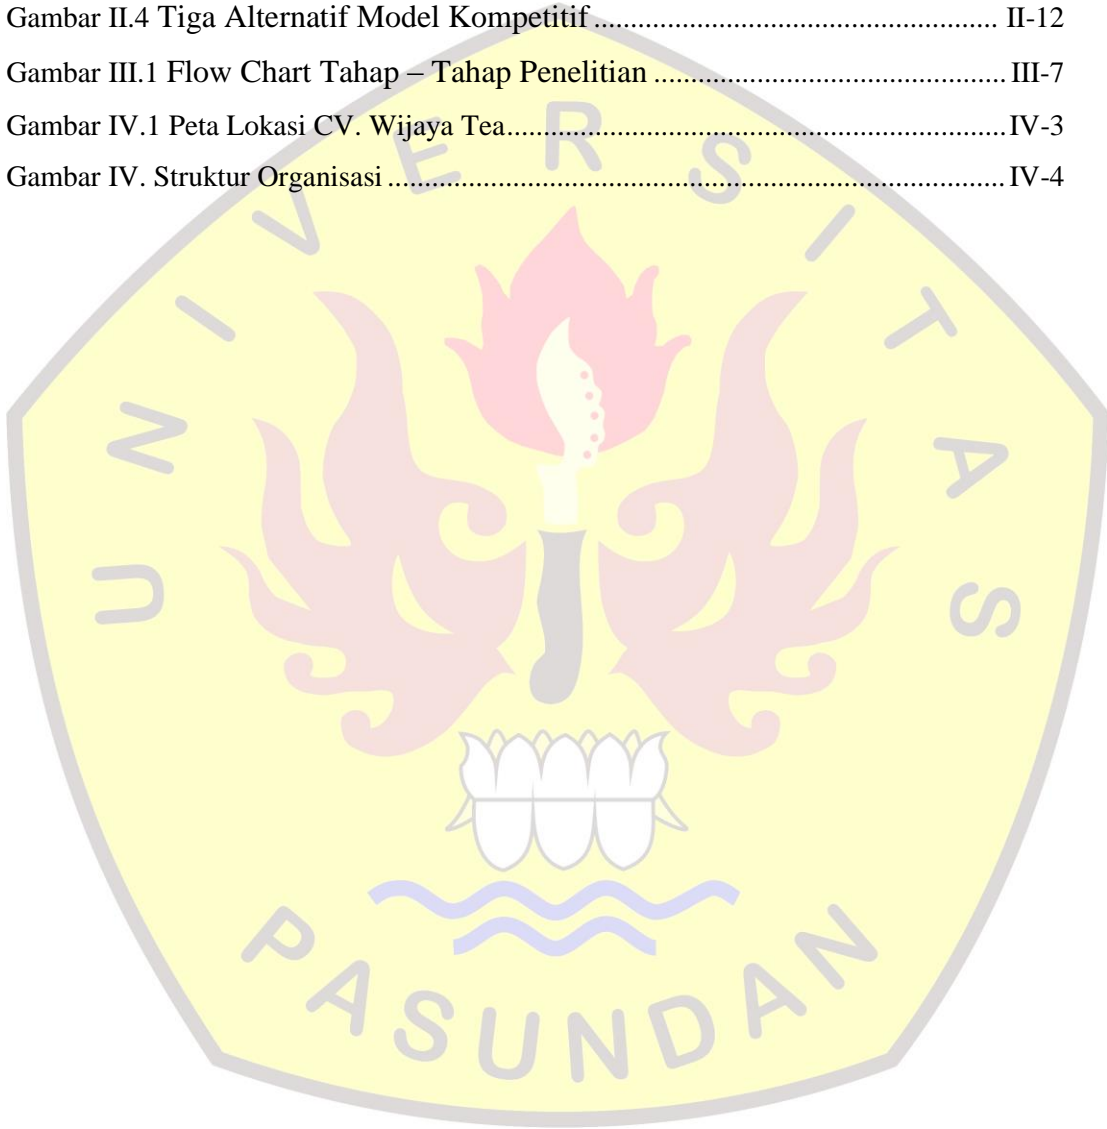 Gambar II.4 Tiga Alternatif Model Kompetitif ....................................................... II-12
Gambar III.1 Flow Chart Tahap – Tahap Penelitian ................................................ III-7
Gambar IV.1 Peta Lokasi CV. Wijaya Tea.....................................................................IV-3
Gambar IV. Struktur Organisasi .................................................................................... IV-4
UNIVERSITAS
PASUNDAN